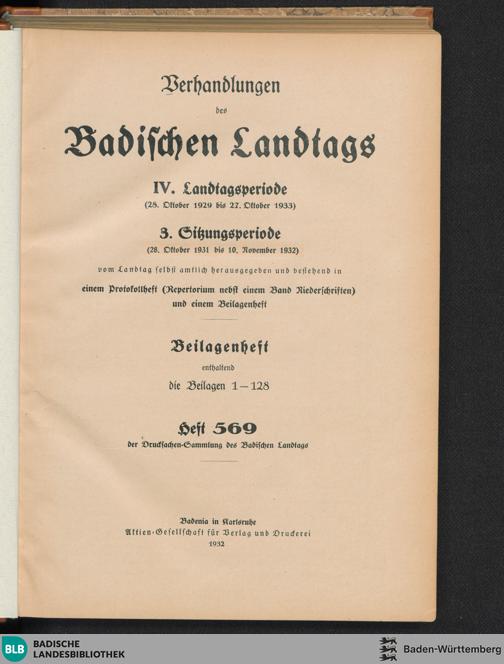 Verhandlungen
des
Badischen Landtags
IV. Landtagsperiode
(28. Oktober 1929 bis 27. Oktober 1933)
3. Sitzungsperiode
(28. Oktober 1931 bis 10. November 1932)
vom Landtag selbst amtlich herausgegeben und bestehend in
einem Protokollheft (Repertorium nebst einem Band Niederschriften)
und einem Beilagenheft
Beilagenheft
enthaltend
die Beilagen 1—128
Heft 569
der Drucksachen-Sammlung des Badischen Landtags
Badenia in Karlsruhe
Aktien-Gesellschaft für Verlag und Druckerei
1932
BLB BADISCHE
LANDESBIBLIOTHEK
Baden-Württemberg